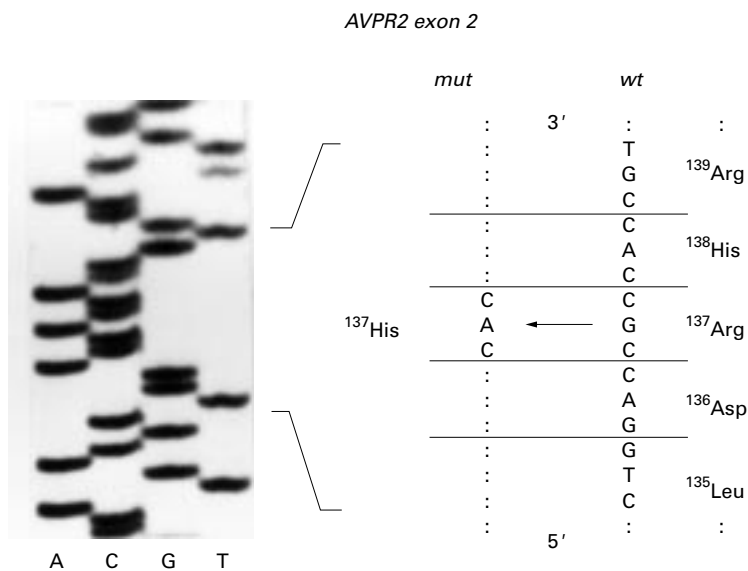 AVPR2 exon 2
mut wt
: 3′ : :
: T
: G ¹³⁹Arg
: C
: C
: A ¹³⁸His
: C
C C
¹³⁷His A G ¹³⁷Arg
C C
: C
: A ¹³⁶Asp
: G
: G
: T ¹³⁵Leu
: C
: 5′ : :
A C G T